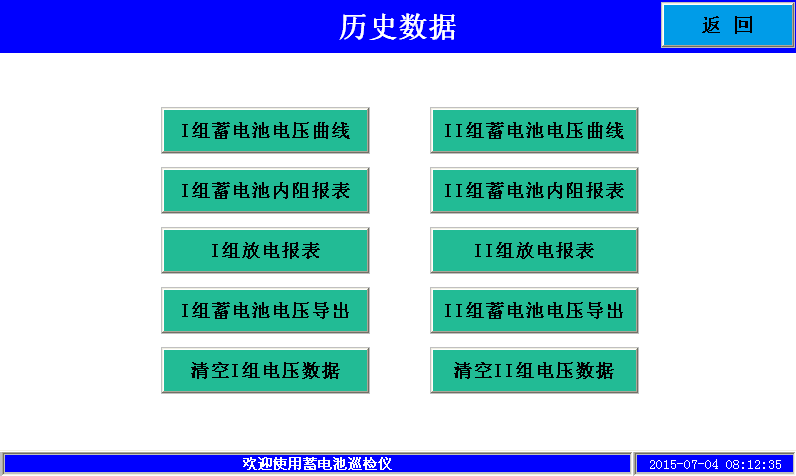 历史数据
返 回
I组蓄电池电压曲线
II组蓄电池电压曲线
I组蓄电池内阻报表
II组蓄电池内阻报表
I组放电报表
II组放电报表
I组蓄电池电压导出
II组蓄电池电压导出
清空I组电压数据
清空II组电压数据
欢迎使用蓄电池巡检仪
2015-07-04 08:12:35